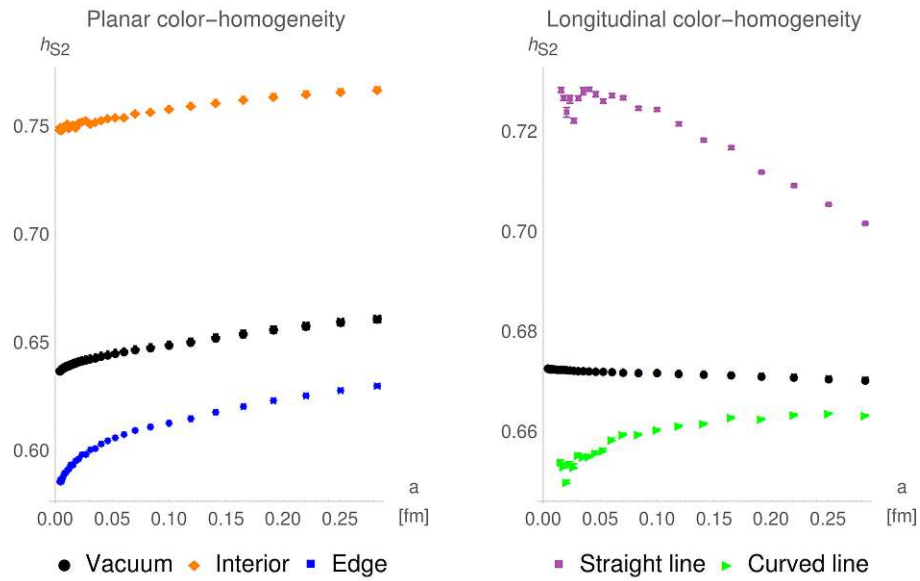 Planar color-homogeneity
hS2
0.75
0.70
0.65
0.60
0.00 0.05 0.10 0.15 0.20 0.25
a
[fm]
Longitudinal color-homogeneity
hS2
0.72
0.70
0.68
0.66
0.00 0.05 0.10 0.15 0.20 0.25
a
[fm]
Vacuum Interior Edge
Straight line Curved line